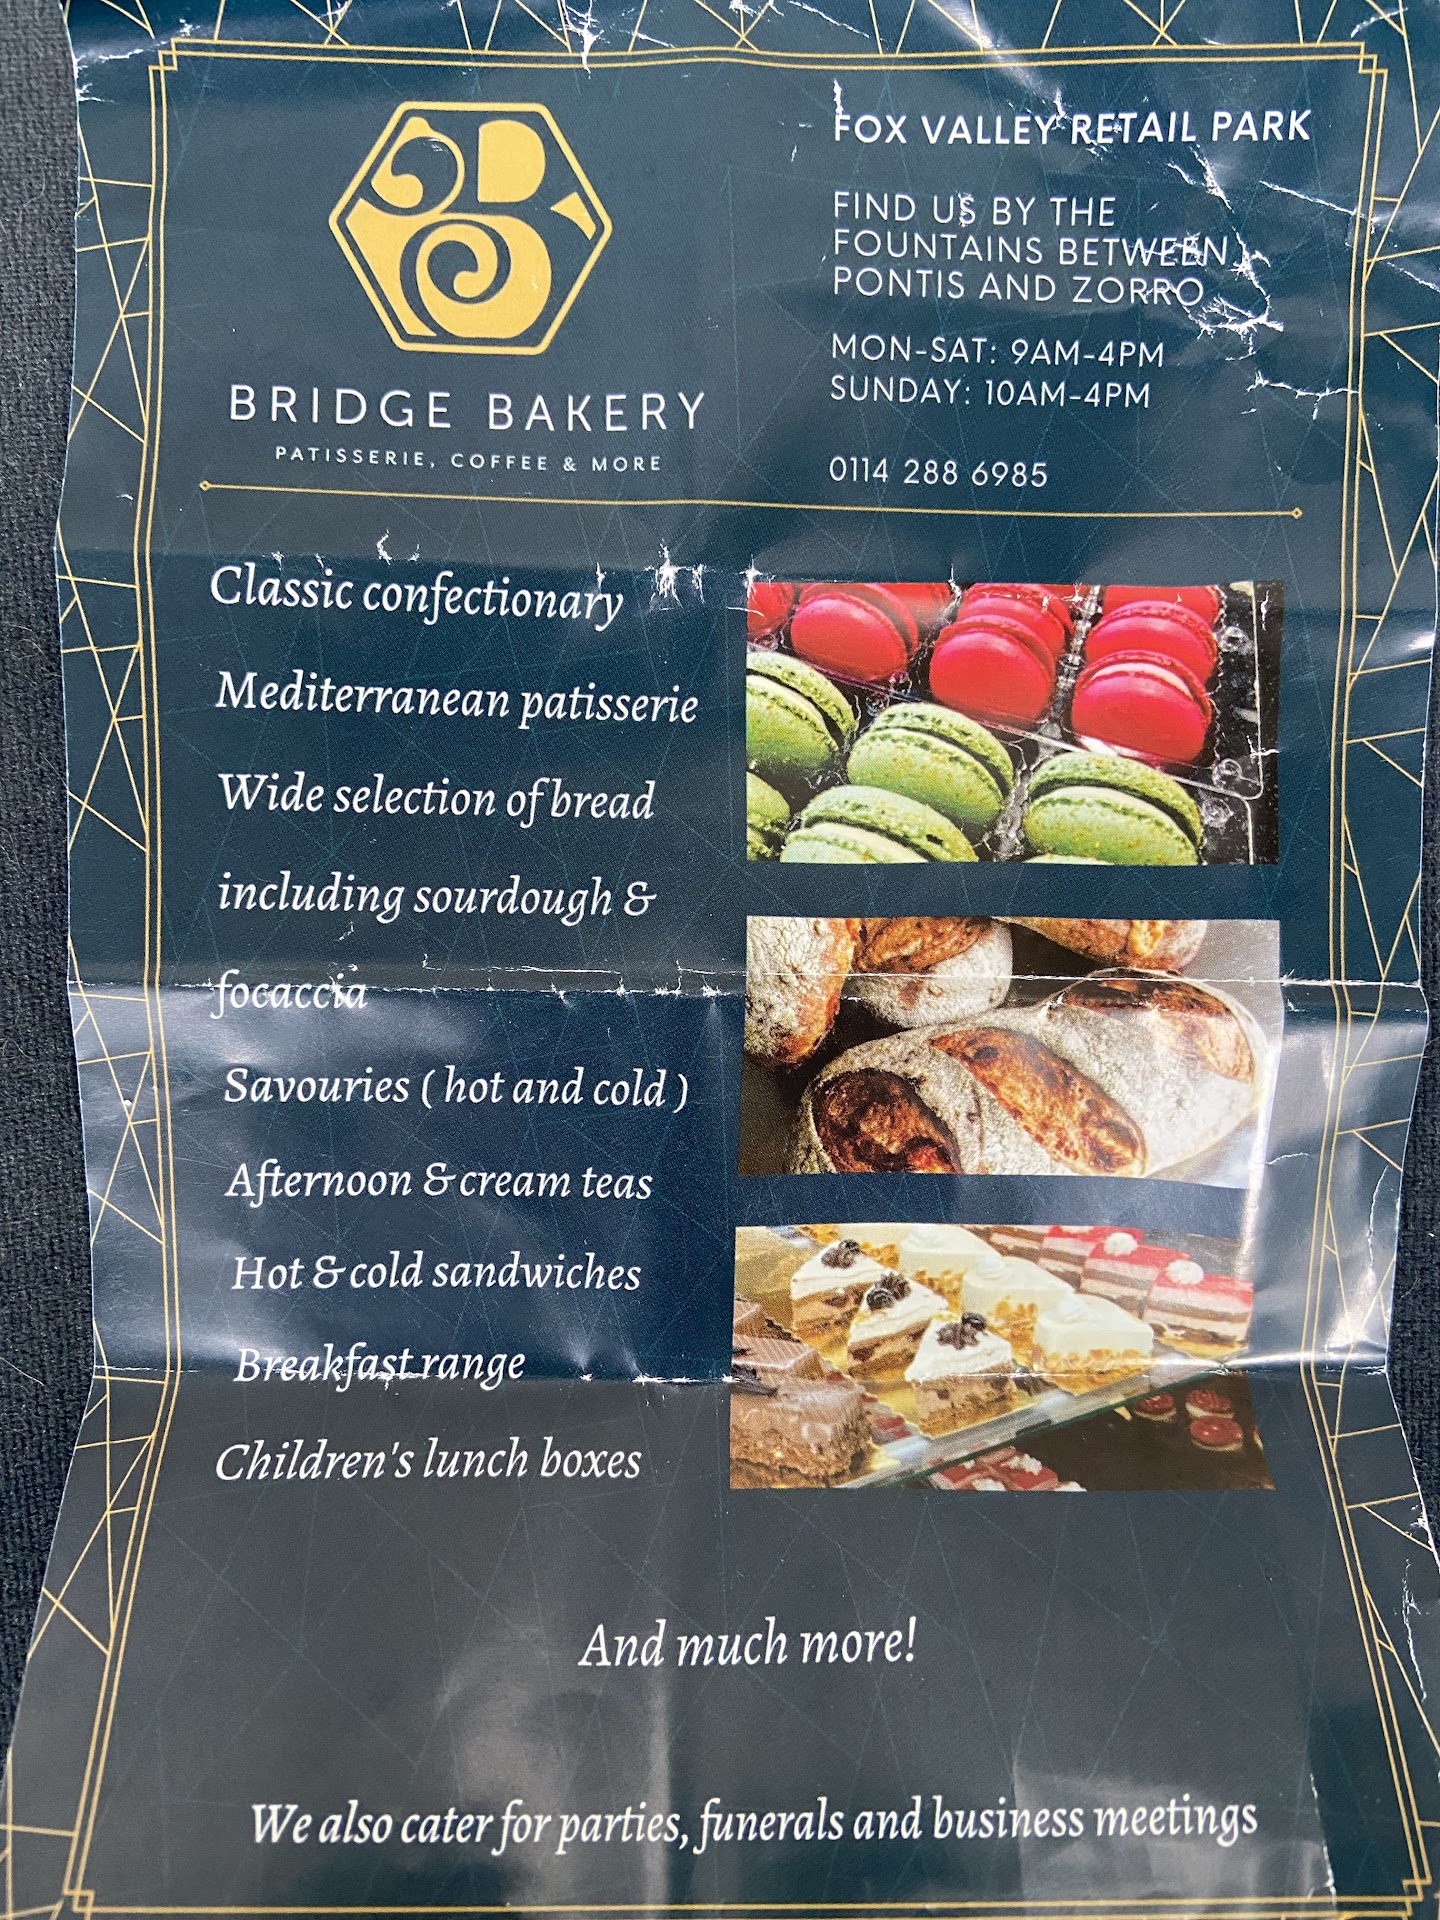 BRIDGE BAKERY
PATISSERIE, COFFEE & MORE
FOX VALLEY RETAIL PARK
FIND US BY THE
FOUNTAINS BETWEEN
PONTIS AND ZORRO
MON-SAT: 9AM-4PM
SUNDAY: 10AM-4PM
0114 288 6985
Classic confectionary
Mediterranean patisserie
Wide selection of bread
including sourdough &
focaccia
Savouries ( hot and cold )
Afternoon & cream teas
Hot & cold sandwiches
Breakfast range
Children's lunch boxes
And much more!
We also cater for parties, funerals and business meetings